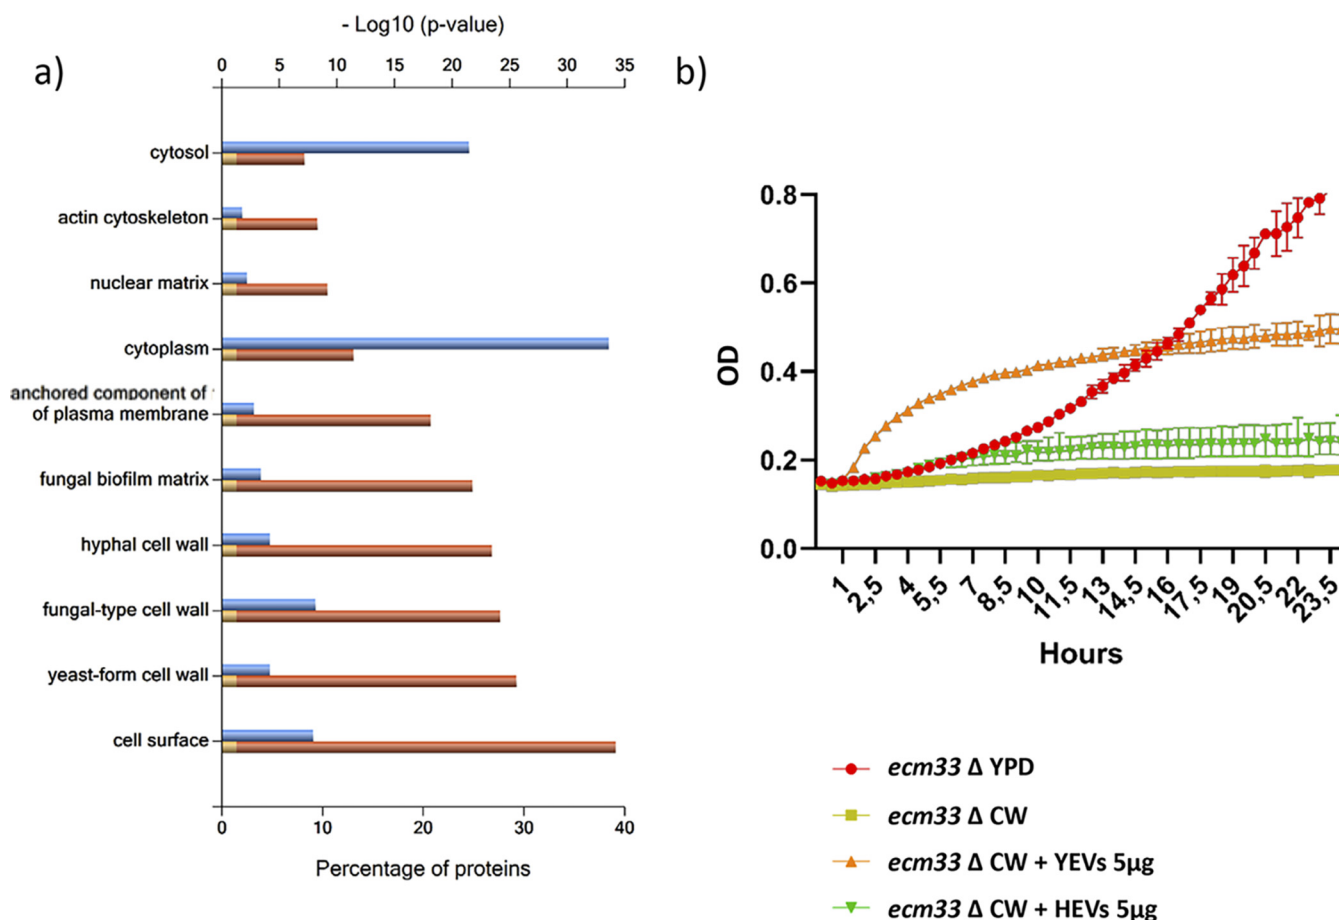 a)
- Log10 (p-value)
0 5 10 15 20 25 30 35
cytosol
actin cytoskeleton
nuclear matrix
cytoplasm
anchored component of
of plasma membrane
fungal biofilm matrix
hyphal cell wall
fungal-type cell wall
yeast-form cell wall
cell surface
0 10 20 30 40
Percentage of proteins
b)
OD
0.8
0.6
0.4
0.2
0.0
1 2,5 4 5,5 7 8,5 10 11,5 13 14,5 16 17,5 19 20,5 22 23,5
Hours
ecm33 Δ YPD
ecm33 Δ CW
ecm33 Δ CW + YEVs 5μg
ecm33 Δ CW + HEVs 5μg